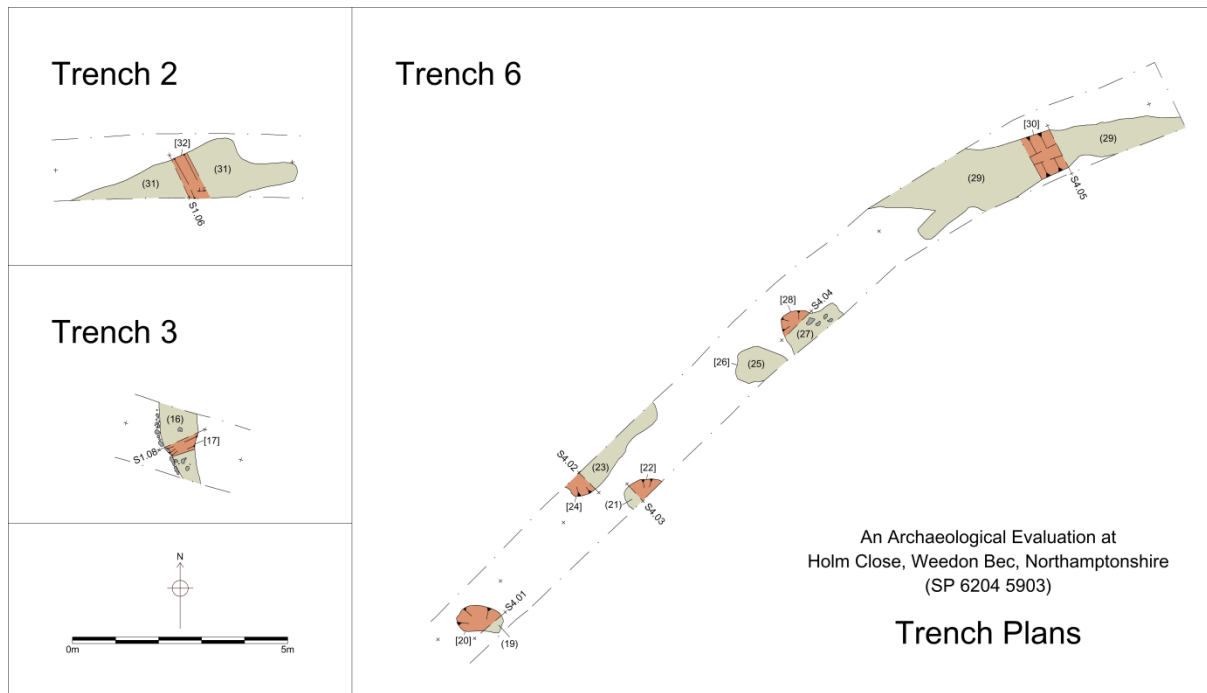 Trench 2
[32]
(31)
(31)
S1.06
Trench 3
(16)
[17]
S1.08
N
0m
5m
Trench 6
[30]
(29)
(29)
S4.05
[28]
S4.04
(27)
[26]
(25)
S4.02
(23)
[24]
[22]
(21)
S4.03
S4.01
[20]
(19)
An Archaeological Evaluation at
Holm Close, Weedon Bec, Northamptonshire
(SP 6204 5903)
Trench Plans